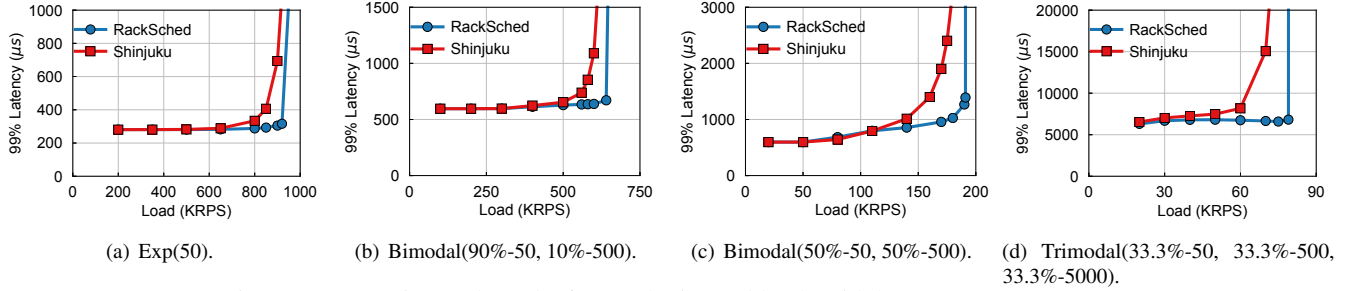 1000
800
600
400
200
0
99% Latency (μs)
RackSched
Shinjuku
0 200 400 600 800 1000
Load (KRPS)
(a) Exp(50).
1500
1000
500
0
99% Latency (μs)
RackSched
Shinjuku
0 250 500 750
Load (KRPS)
(b) Bimodal(90%-50, 10%-500).
3000
2000
1000
0
99% Latency (μs)
RackSched
Shinjuku
0 50 100 150 200
Load (KRPS)
(c) Bimodal(50%-50, 50%-500).
20000
15000
10000
5000
0
99% Latency (μs)
RackSched
Shinjuku
0 30 60 90
Load (KRPS)
(d) Trimodal(33.3%-50, 33.3%-500,
33.3%-5000).